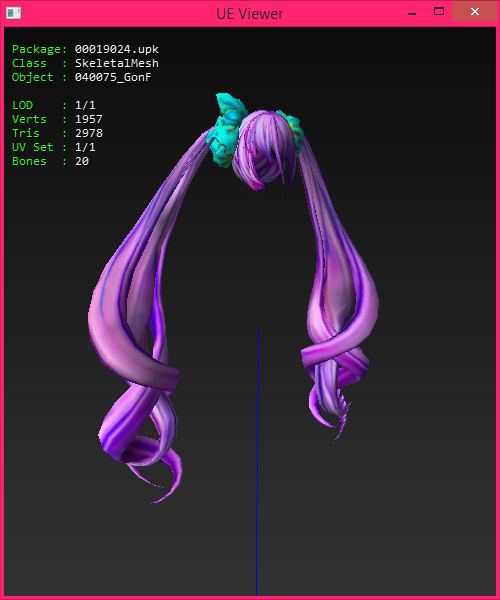 UE Viewer
Package: 00019024.upk
Class : SkeletalMesh
Object : 040075_GonF
LOD : 1/1
Verts : 1957
Tris : 2978
UV Set : 1/1
Bones : 20